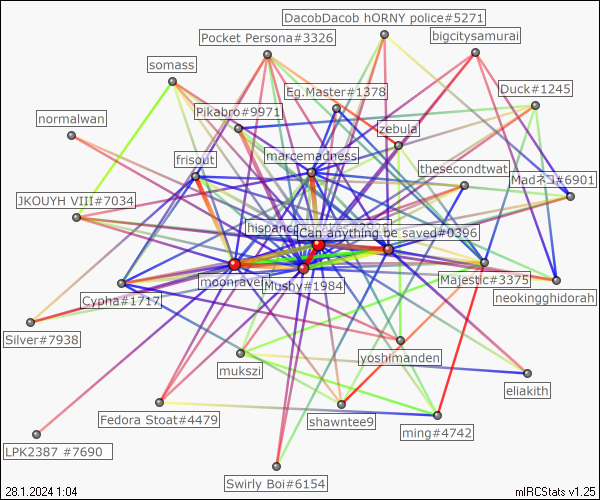 DacobDacob hORNY police#5271
Pocket Persona#3326
bigcitysamurai
somass
Eg.Master#1378
Duck#1245
Pikabro#9971
normalwan
zebula
marcemadness
frisout
thesecondtwat
Madネコ#6901
JKOUYH VIII#7034
hispanic
Can anything be saved#0396
moonraven
Mushy#1984
Majestic#3375
Cypha#1717
neokingghidorah
Silver#7938
yoshimanden
mukszi
eliakith
Fedora Stoat#4479
shawntee9
ming#4742
LPK2387 #7690
Swirly Boi#6154
28.1.2024 1:04
mIRCStats v1.25